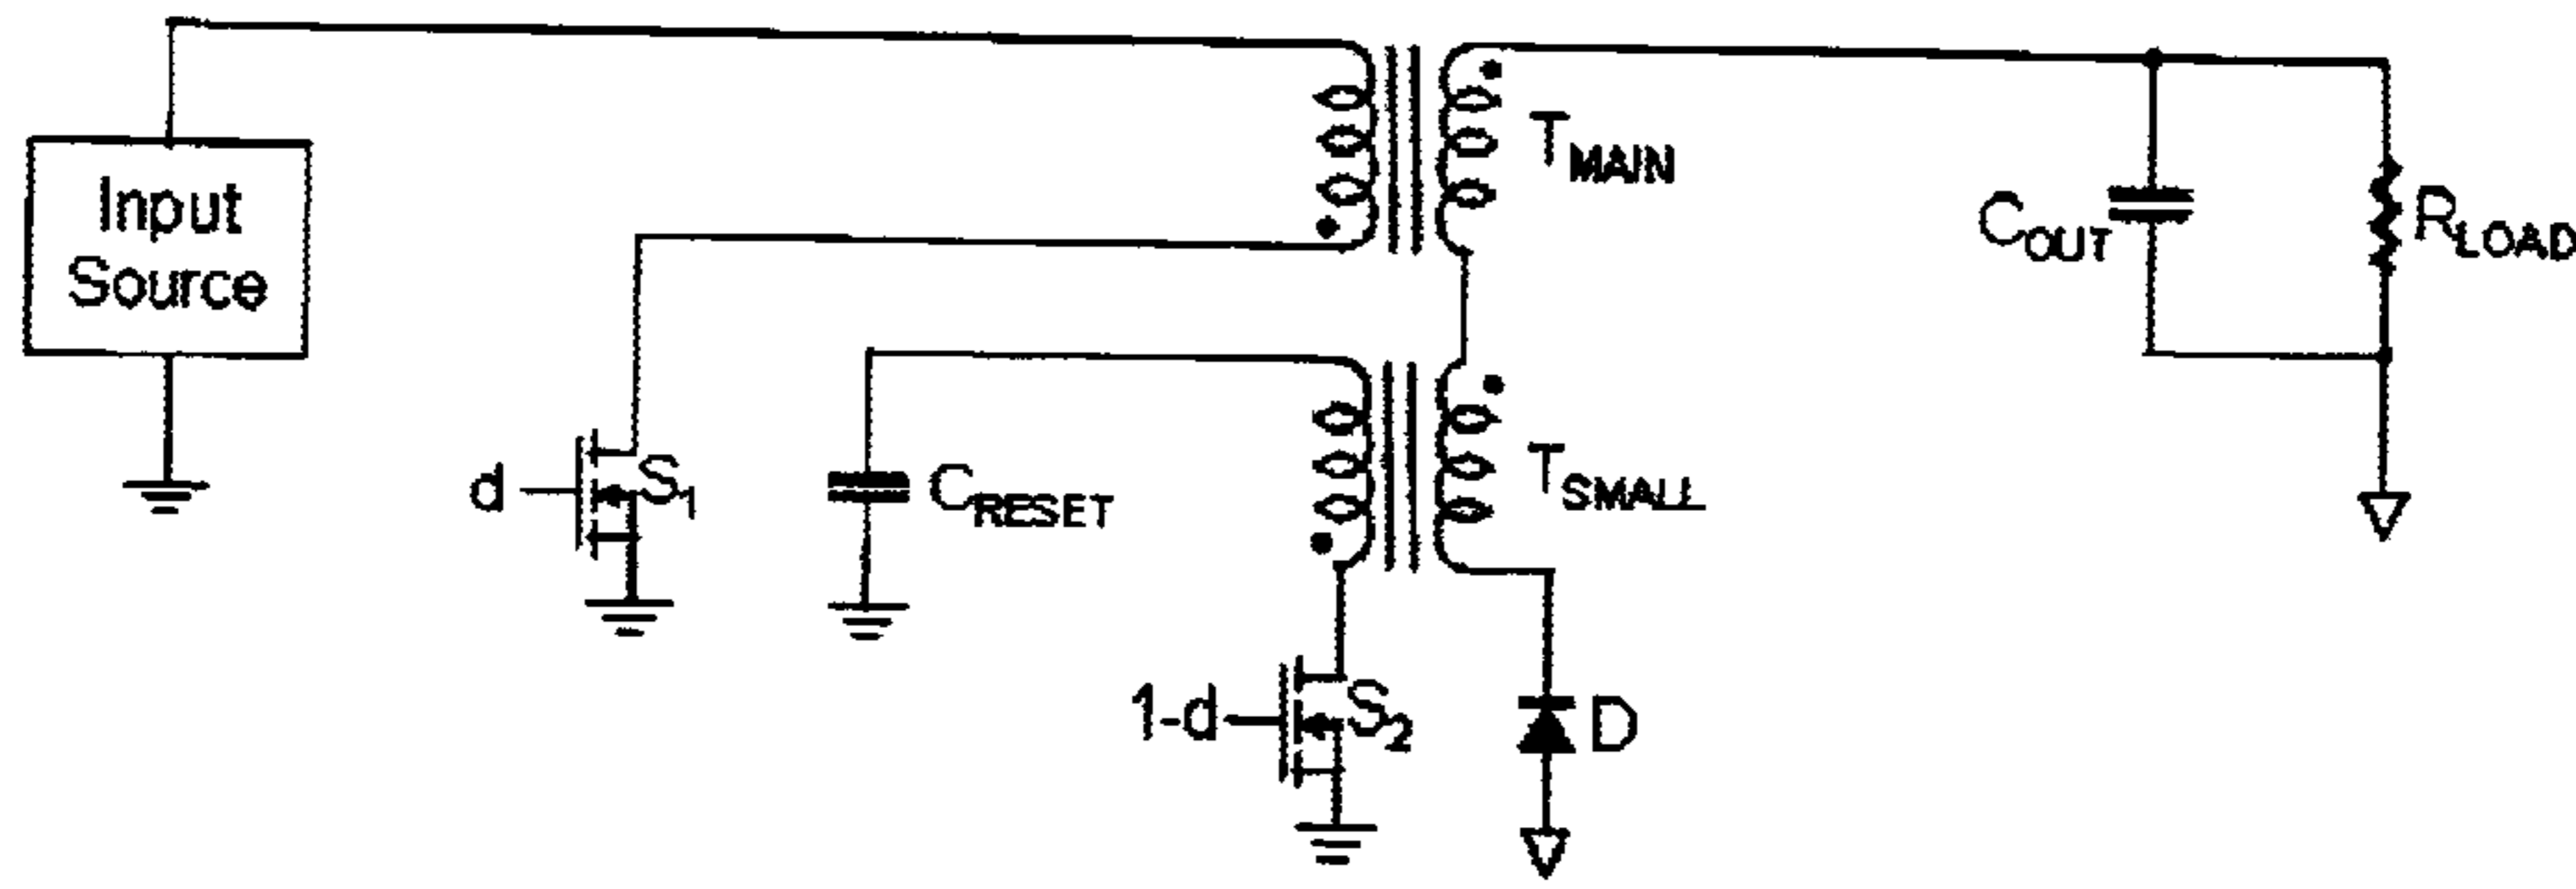 Input
Source
T_MAIN
C_OUT
R_LOAD
d
S_1
C_RESET
T_SMALL
1-d
S_2
D